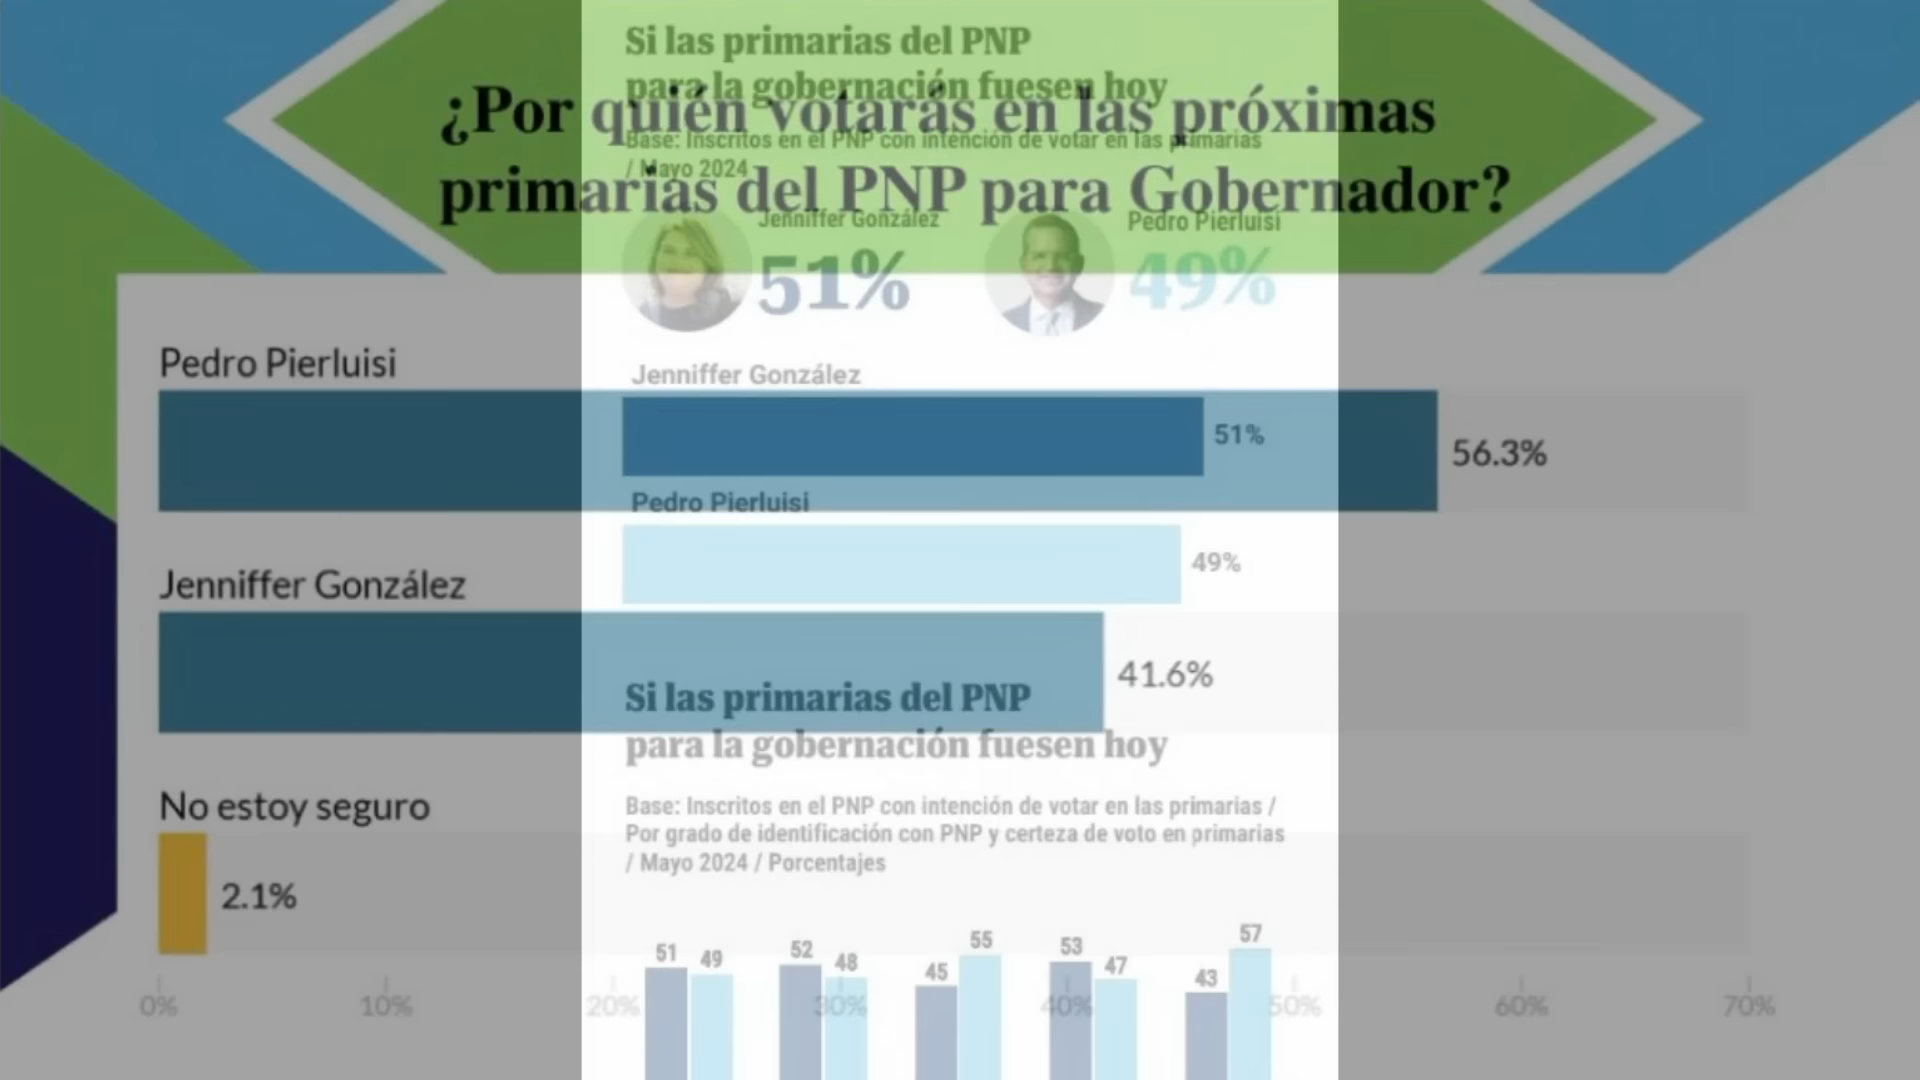 Si las primarias del PNP
para la gobernación fuesen hoy
¿Por quién votarás en las próximas
primarias del PNP para Gobernador?
Base: Inscritos en el PNP con intención de votar en las primarias
/ Mayo 2024
Jenniffer González
51%
Pedro Pierluisi
49%
Pedro Pierluisi
56.3%
Jenniffer González
51%
Pedro Pierluisi
49%
Jenniffer González
41.6%
Si las primarias del PNP
para la gobernación fuesen hoy
Base: Inscritos en el PNP con intención de votar en las primarias /
Por grado de identificación con PNP y certeza de voto en primarias
/ Mayo 2024 / Porcentajes
No estoy seguro
2.1%
51 49 52 48 45 55 53 47 43 57
0% 10% 20% 30% 40% 50% 60% 70%